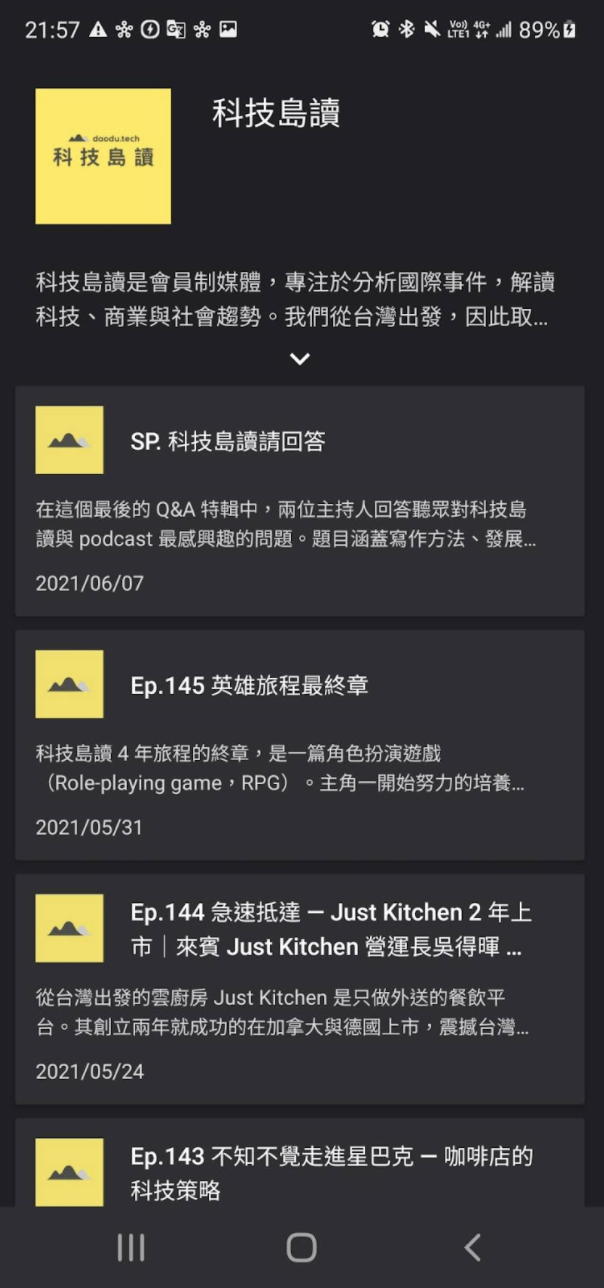 21:57
Vo)) 4G+
LTE1
89%
daodu.tech
科技島讀
科技島讀
科技島讀是會員制媒體，專注於分析國際事件，解讀
科技、商業與社會趨勢。我們從台灣出發，因此取...
SP. 科技島讀請回答
在這個最後的 Q&A 特輯中，兩位主持人回答聽眾對科技島
讀與 podcast 最感興趣的問題。題目涵蓋寫作方法、發展...
2021/06/07
Ep.145 英雄旅程最終章
科技島讀 4 年旅程的終章，是一篇角色扮演遊戲
（Role-playing game，RPG）。主角一開始努力的培養...
2021/05/31
Ep.144 急速抵達 — Just Kitchen 2 年上
市｜來賓 Just Kitchen 營運長吳得暉 ...
從台灣出發的雲廚房 Just Kitchen 是只做外送的餐飲平
台。其創立兩年就成功的在加拿大與德國上市，震撼台灣...
2021/05/24
Ep.143 不知不覺走進星巴克 — 咖啡店的
科技策略